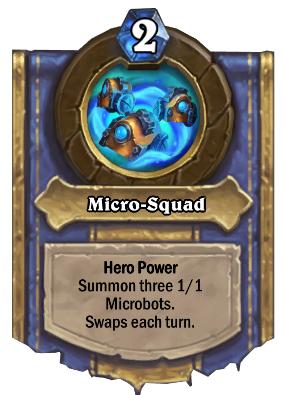 2
Micro-Squad
Hero Power
Summon three 1/1
Microbots.
Swaps each turn.